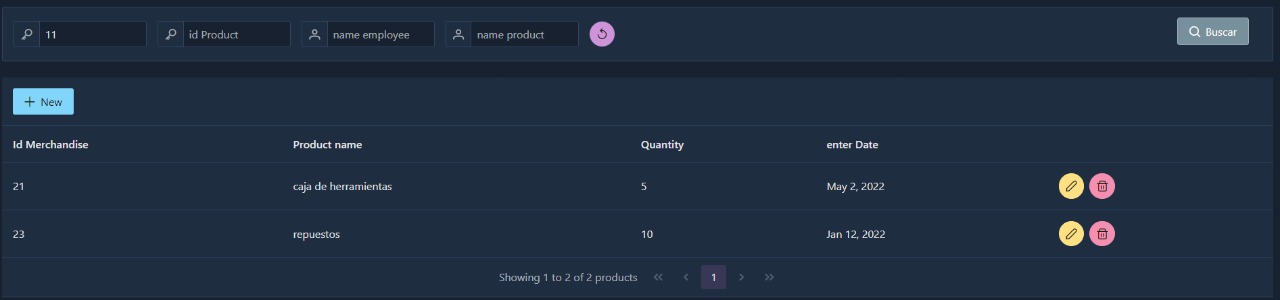 11 id Product name employee name product Buscar
New
Id Merchandise Product name Quantity enter Date
21 caja de herramientas 5 May 2, 2022
23 repuestos 10 Jan 12, 2022
Showing 1 to 2 of 2 products 1